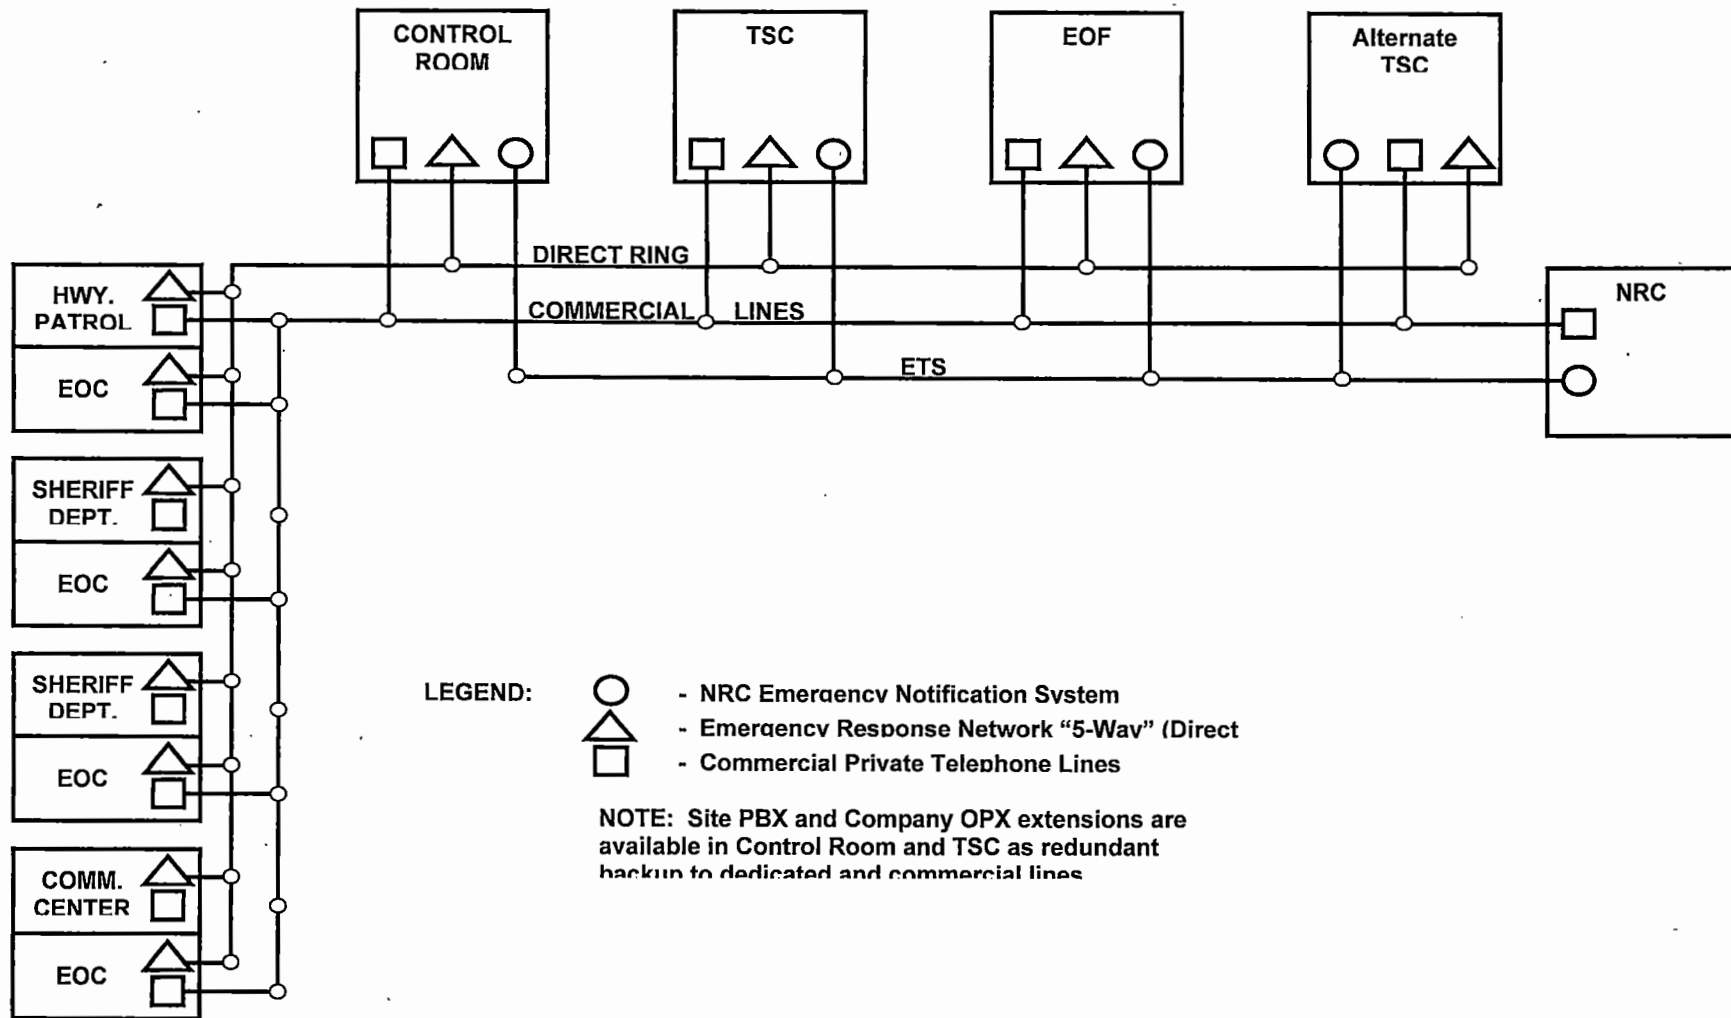 CONTROL
ROOM
TSC
EOF
Alternate
TSC
DIRECT RING
COMMERCIAL LINES
ETS
NRC
HWY.
PATROL
EOC
SHERIFF
DEPT.
EOC
SHERIFF
DEPT.
EOC
COMM.
CENTER
EOC
LEGEND:
- NRC Emergency Notification System
- Emergency Response Network “5-Way” (Direct
- Commercial Private Telephone Lines
NOTE: Site PBX and Company OPX extensions are
available in Control Room and TSC as redundant
backup to dedicated and commercial lines